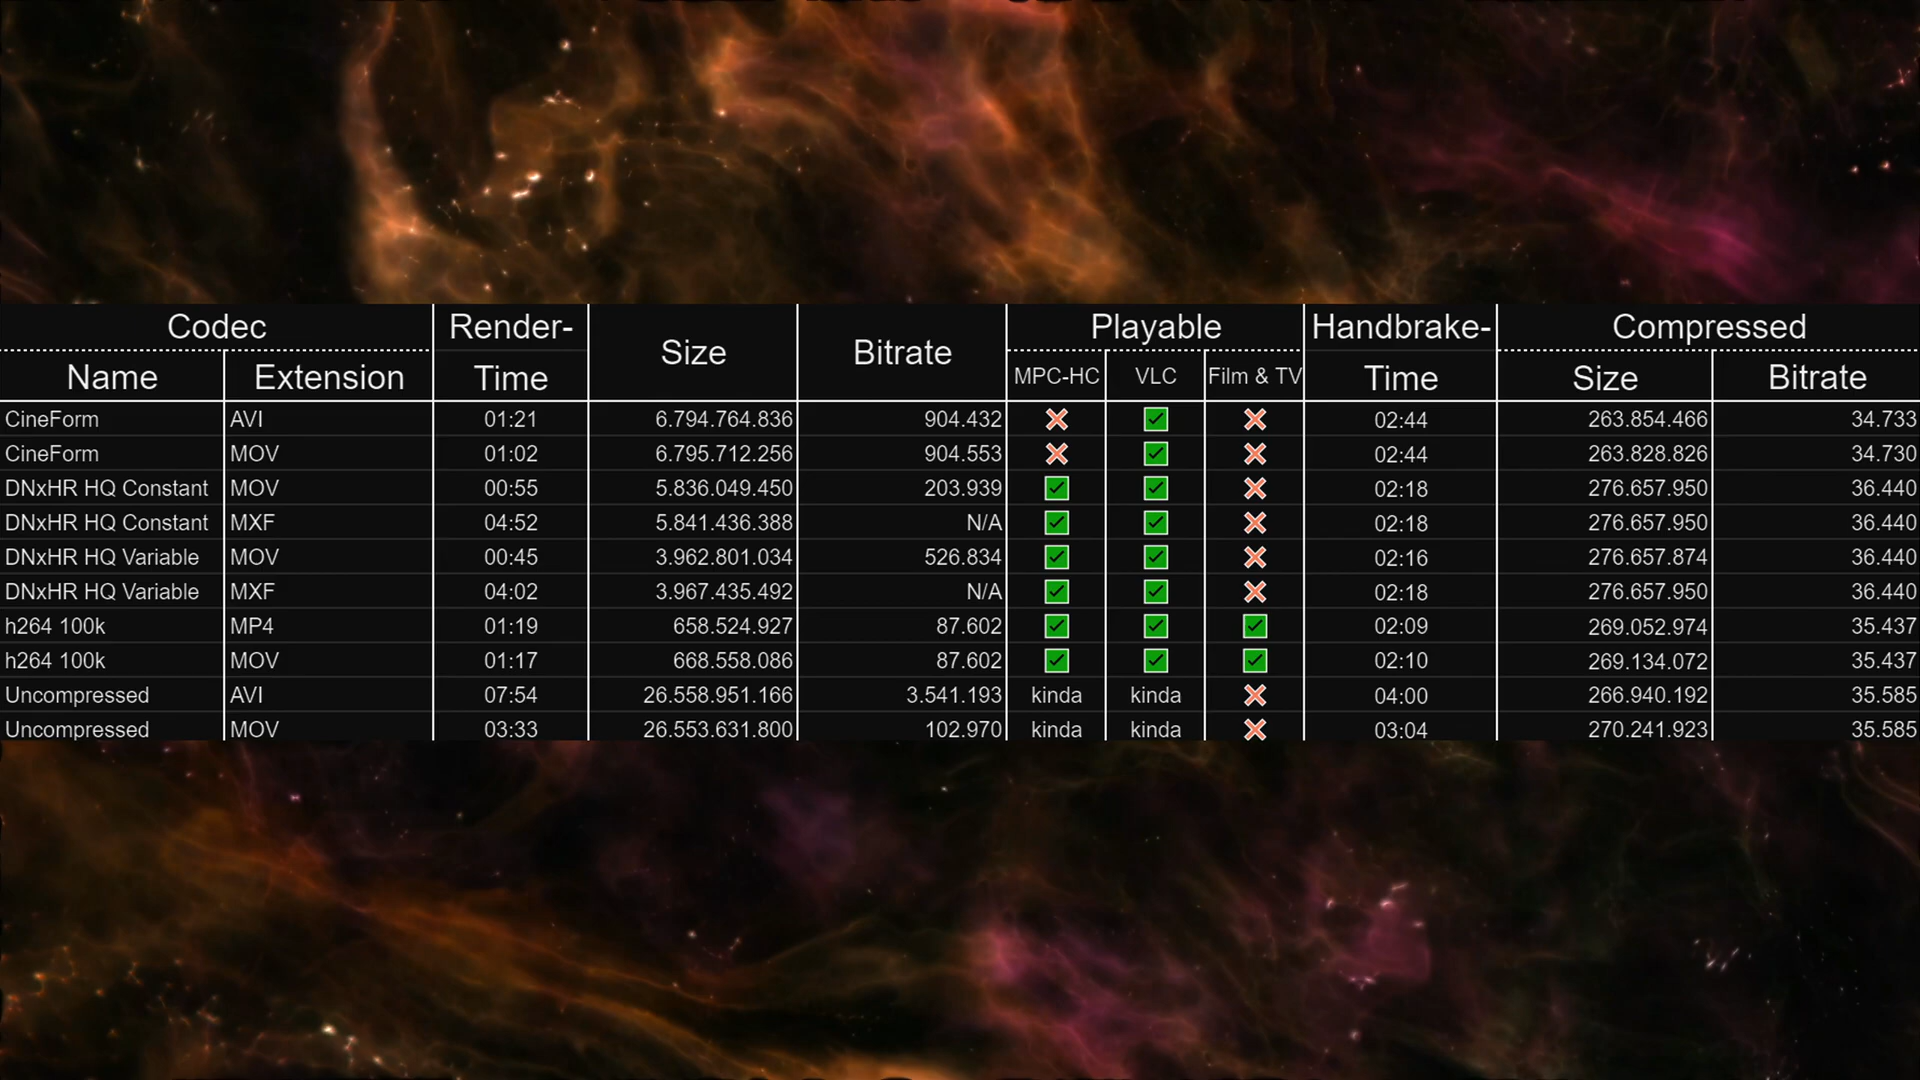 Codec Render- Size Bitrate Playable Handbrake- Compressed
Name Extension Time MPC-HC VLC Film & TV Time Size Bitrate
CineForm AVI 01:21 6.794.764.836 904.432 ❌ ✅ ❌ 02:44 263.854.466 34.733
CineForm MOV 01:02 6.795.712.256 904.553 ❌ ✅ ❌ 02:44 263.828.826 34.730
DNxHR HQ Constant MOV 00:55 5.836.049.450 203.939 ✅ ✅ ❌ 02:18 276.657.950 36.440
DNxHR HQ Constant MXF 04:52 5.841.436.388 N/A ✅ ✅ ❌ 02:18 276.657.950 36.440
DNxHR HQ Variable MOV 00:45 3.962.801.034 526.834 ✅ ✅ ❌ 02:16 276.657.874 36.440
DNxHR HQ Variable MXF 04:02 3.967.435.492 N/A ✅ ✅ ❌ 02:18 276.657.950 36.440
h264 100k MP4 01:19 658.524.927 87.602 ✅ ✅ ✅ 02:09 269.052.974 35.437
h264 100k MOV 01:17 668.558.086 87.602 ✅ ✅ ✅ 02:10 269.134.072 35.437
Uncompressed AVI 07:54 26.558.951.166 3.541.193 kinda kinda ❌ 04:00 266.940.192 35.585
Uncompressed MOV 03:33 26.553.631.800 102.970 kinda kinda ❌ 03:04 270.241.923 35.585